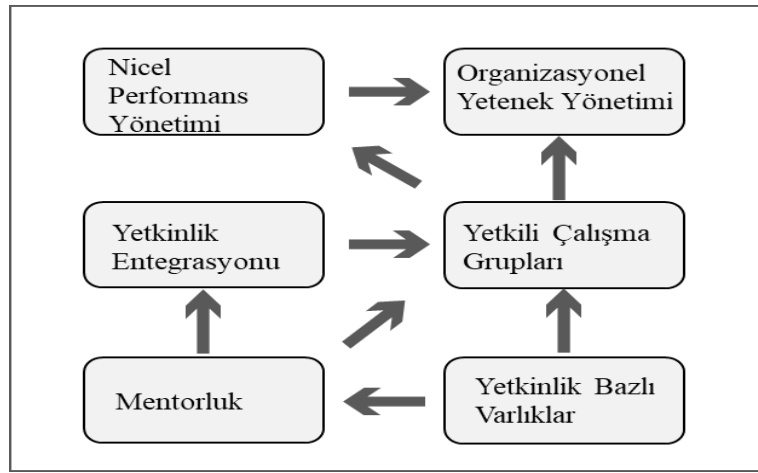 Nicel
Performans
Yönetimi
Organizasyonel
Yetenek Yönetimi
Yetkinlik
Entegrasyonu
Yetkili Çalışma
Grupları
Mentorluk
Yetkinlik Bazlı
Varlıklar